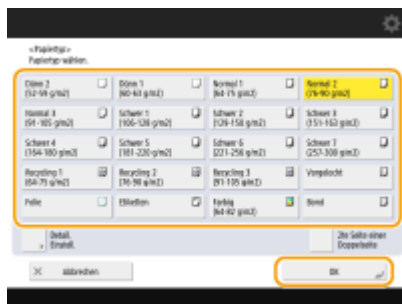 <Papiertyp>
Papiertyp wählen.
Dünn 2
(52-59 g/m2)
Dünn 1
(60-63 g/m2)
Normal 1
(64-75 g/m2)
Normal 2
(76-90 g/m2)
Normal 3
(91-105 g/m2)
Schwer 1
(106-128 g/m2)
Schwer 2
(129-150 g/m2)
Schwer 3
(151-163 g/m2)
Schwer 4
(164-180 g/m2)
Schwer 5
(181-220 g/m2)
Schwer 6
(221-256 g/m2)
Schwer 7
(257-300 g/m2)
Recycling 1
(64-75 g/m2)
Recycling 2
(76-90 g/m2)
Recycling 3
(91-105 g/m2)
Vorgelocht
Folie
Etiketten
Farbig
(64-82 g/m2)
Bond
Detail.
Einstell.
2te Seite einer
Doppelseite
Abbrechen
OK